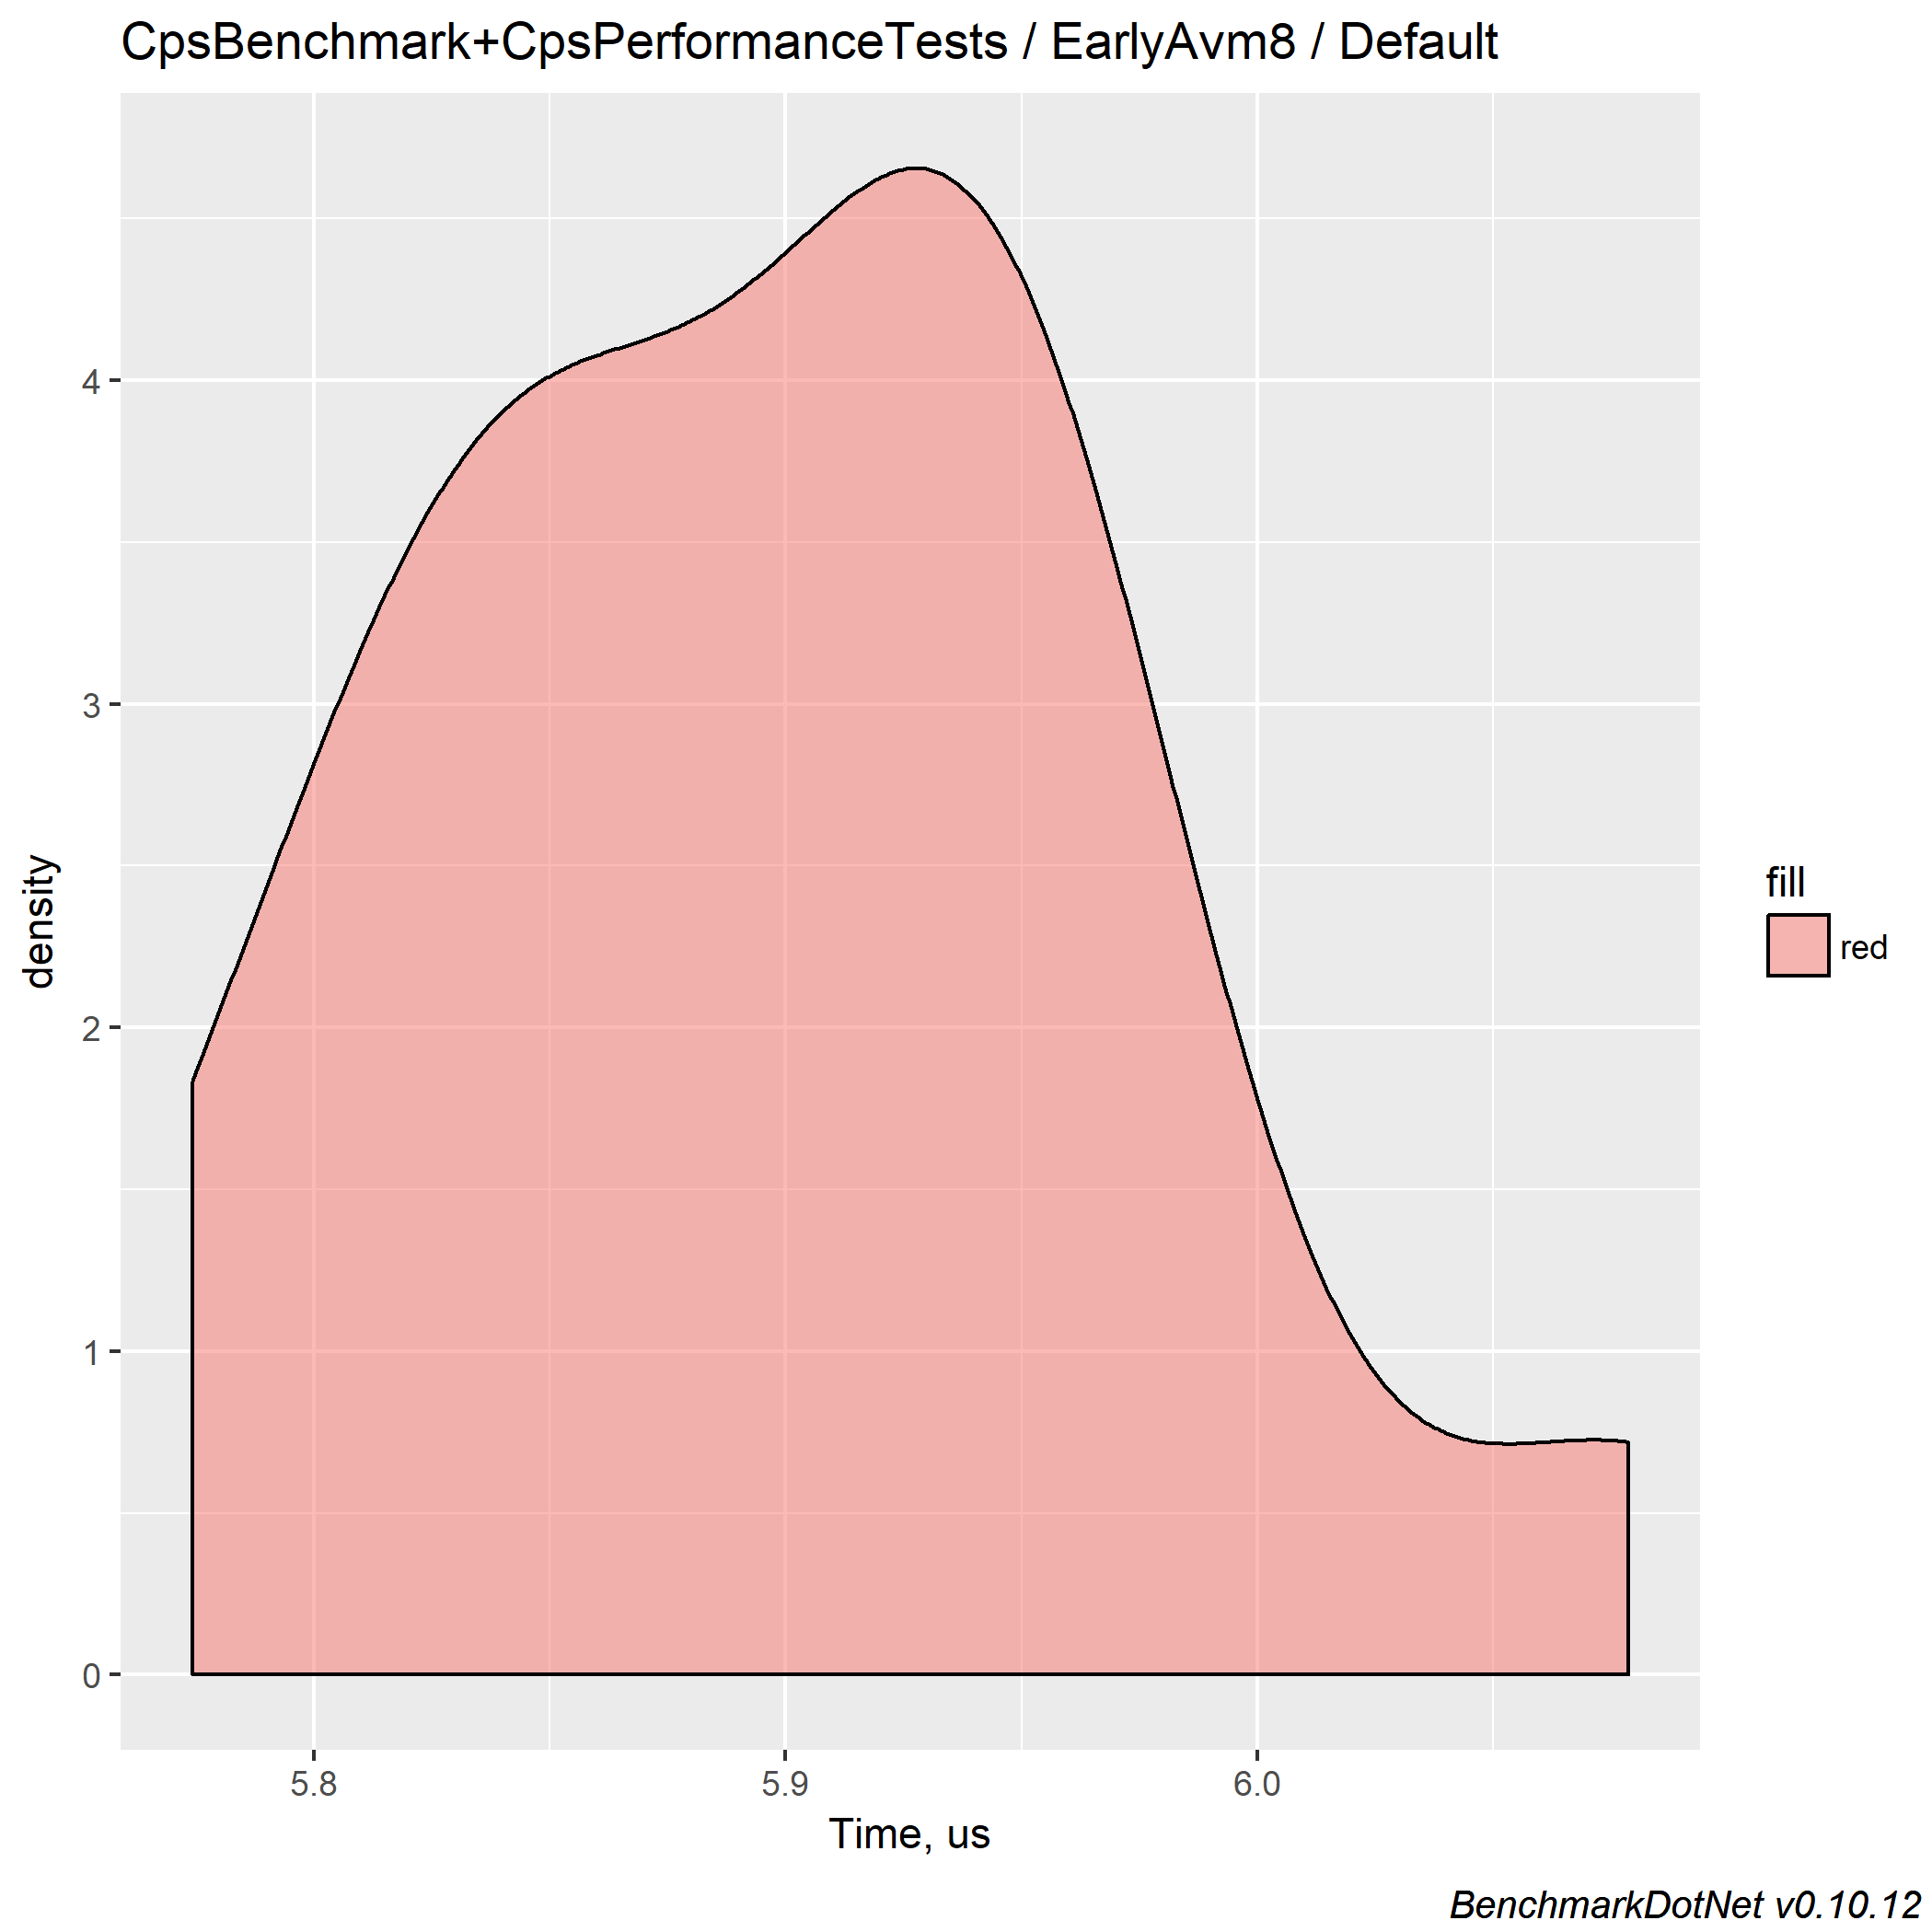 CpsBenchmark+CpsPerformanceTests / EarlyAvm8 / Default
4
3
2
1
0
density
5.8 5.9 6.0
Time, us
fill
red
BenchmarkDotNet v0.10.12